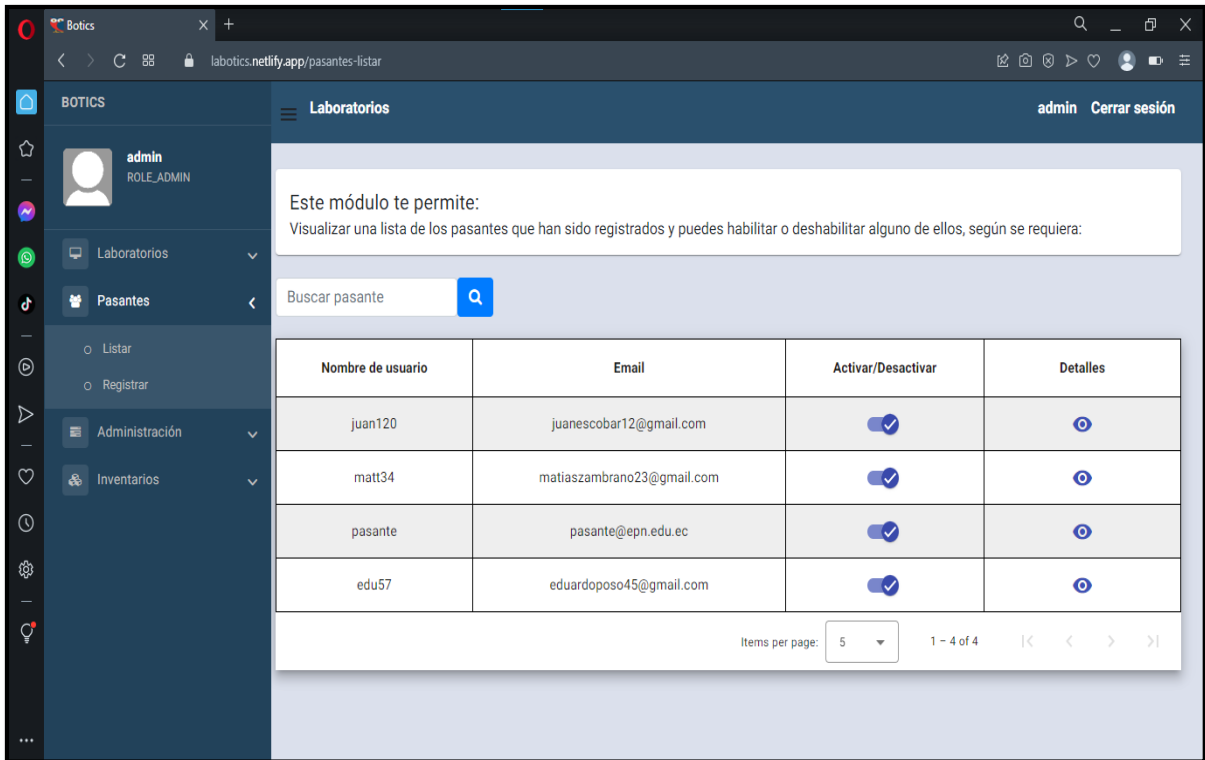 Botics
labotics.netlify.app/pasantes-listar
BOTICS
admin
ROLE_ADMIN
Laboratorios
Pasantes
Listar
Registrar
Administración
Inventarios
Laboratorios
admin Cerrar sesión
Este módulo te permite:
Visualizar una lista de los pasantes que han sido registrados y puedes habilitar o deshabilitar alguno de ellos, según se requiera:
Buscar pasante
Nombre de usuario Email Activar/Desactivar Detalles
juan120 juanescobar12@gmail.com
matt34 matiaszambrano23@gmail.com
pasante pasante@epn.edu.ec
edu57 eduardoposo45@gmail.com
Items per page: 5 1 – 4 of 4